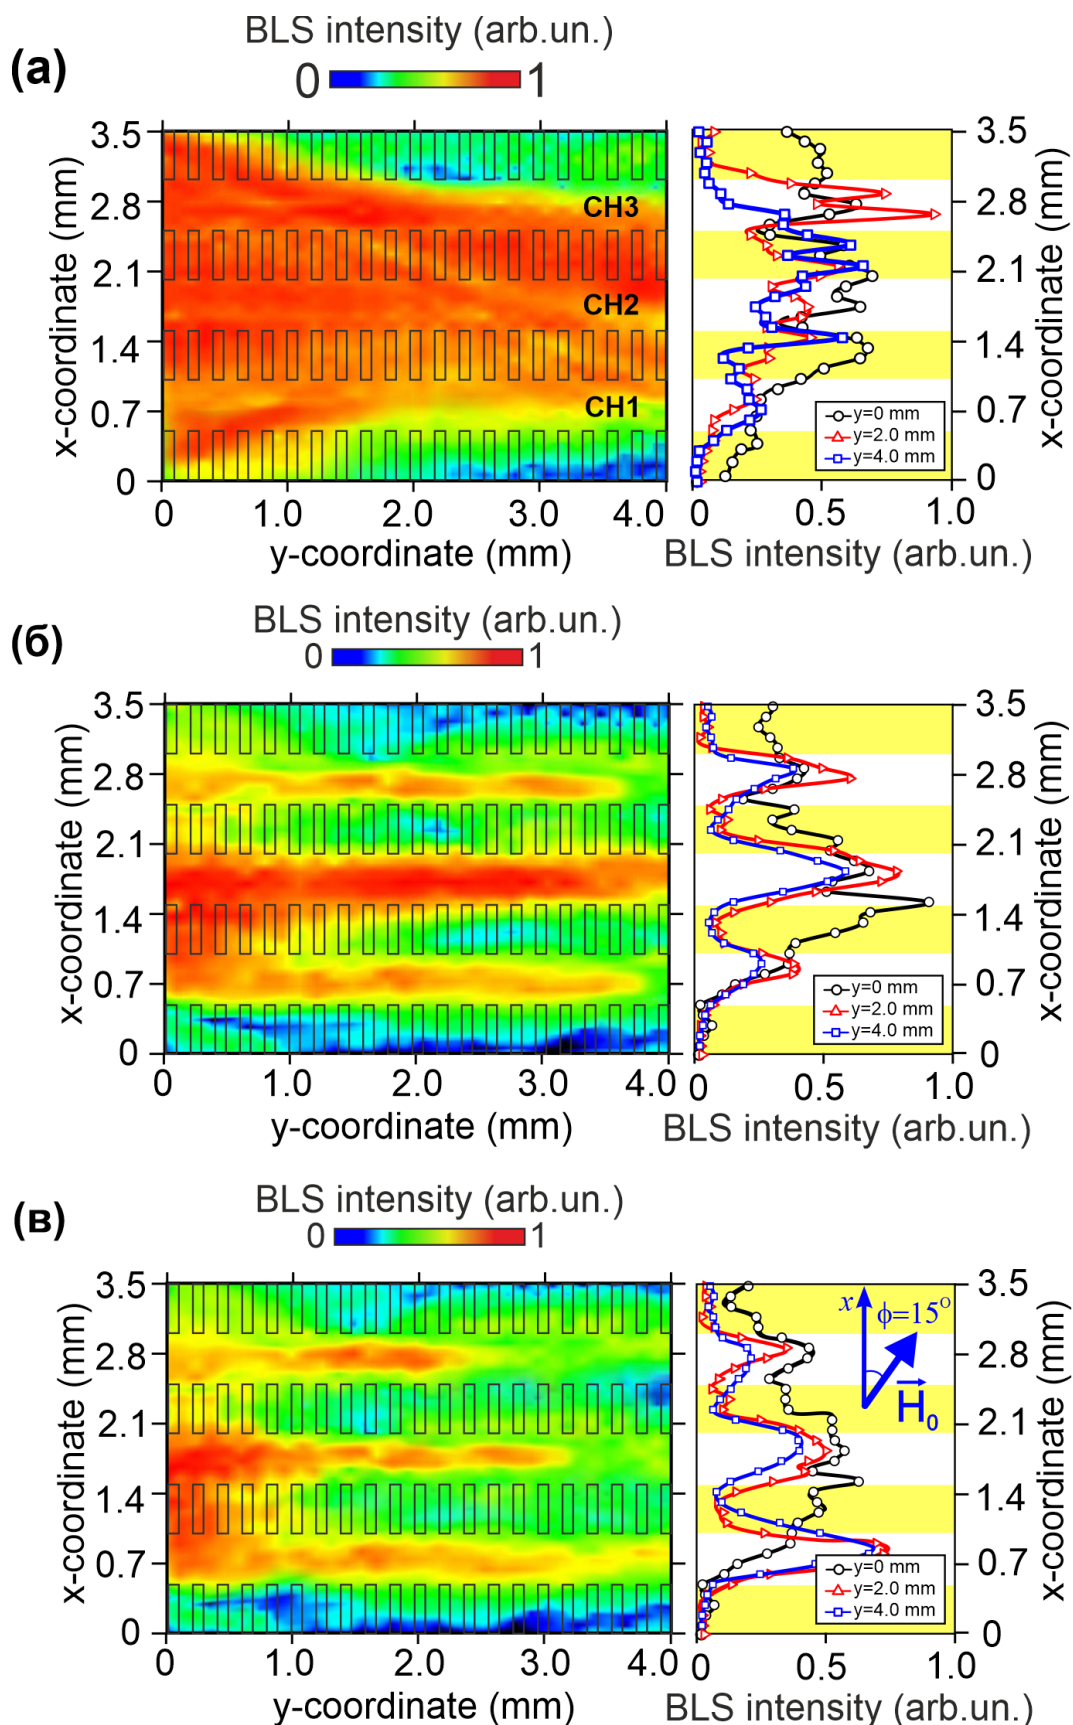 BLS intensity (arb.un.)
(а)
0 1
3.5
2.8
2.1
1.4
0.7
0
x-coordinate (mm)
CH3
CH2
CH1
0 1.0 2.0 3.0 4.0
y-coordinate (mm)
y=0 mm
y=2.0 mm
y=4.0 mm
3.5
2.8
2.1
1.4
0.7
0
x-coordinate (mm)
0 0.5 1.0
BLS intensity (arb.un.)
BLS intensity (arb.un.)
(б)
0 1
3.5
2.8
2.1
1.4
0.7
0
x-coordinate (mm)
0 1.0 2.0 3.0 4.0
y-coordinate (mm)
y=0 mm
y=2.0 mm
y=4.0 mm
3.5
2.8
2.1
1.4
0.7
0
x-coordinate (mm)
0 0.5 1.0
BLS intensity (arb.un.)
BLS intensity (arb.un.)
(в)
0 1
3.5
2.8
2.1
1.4
0.7
0
x-coordinate (mm)
0 1.0 2.0 3.0 4.0
y-coordinate (mm)
x
ϕ=15°
H₀
y=0 mm
y=2.0 mm
y=4.0 mm
3.5
2.8
2.1
1.4
0.7
0
x-coordinate (mm)
0 0.5 1.0
BLS intensity (arb.un.)